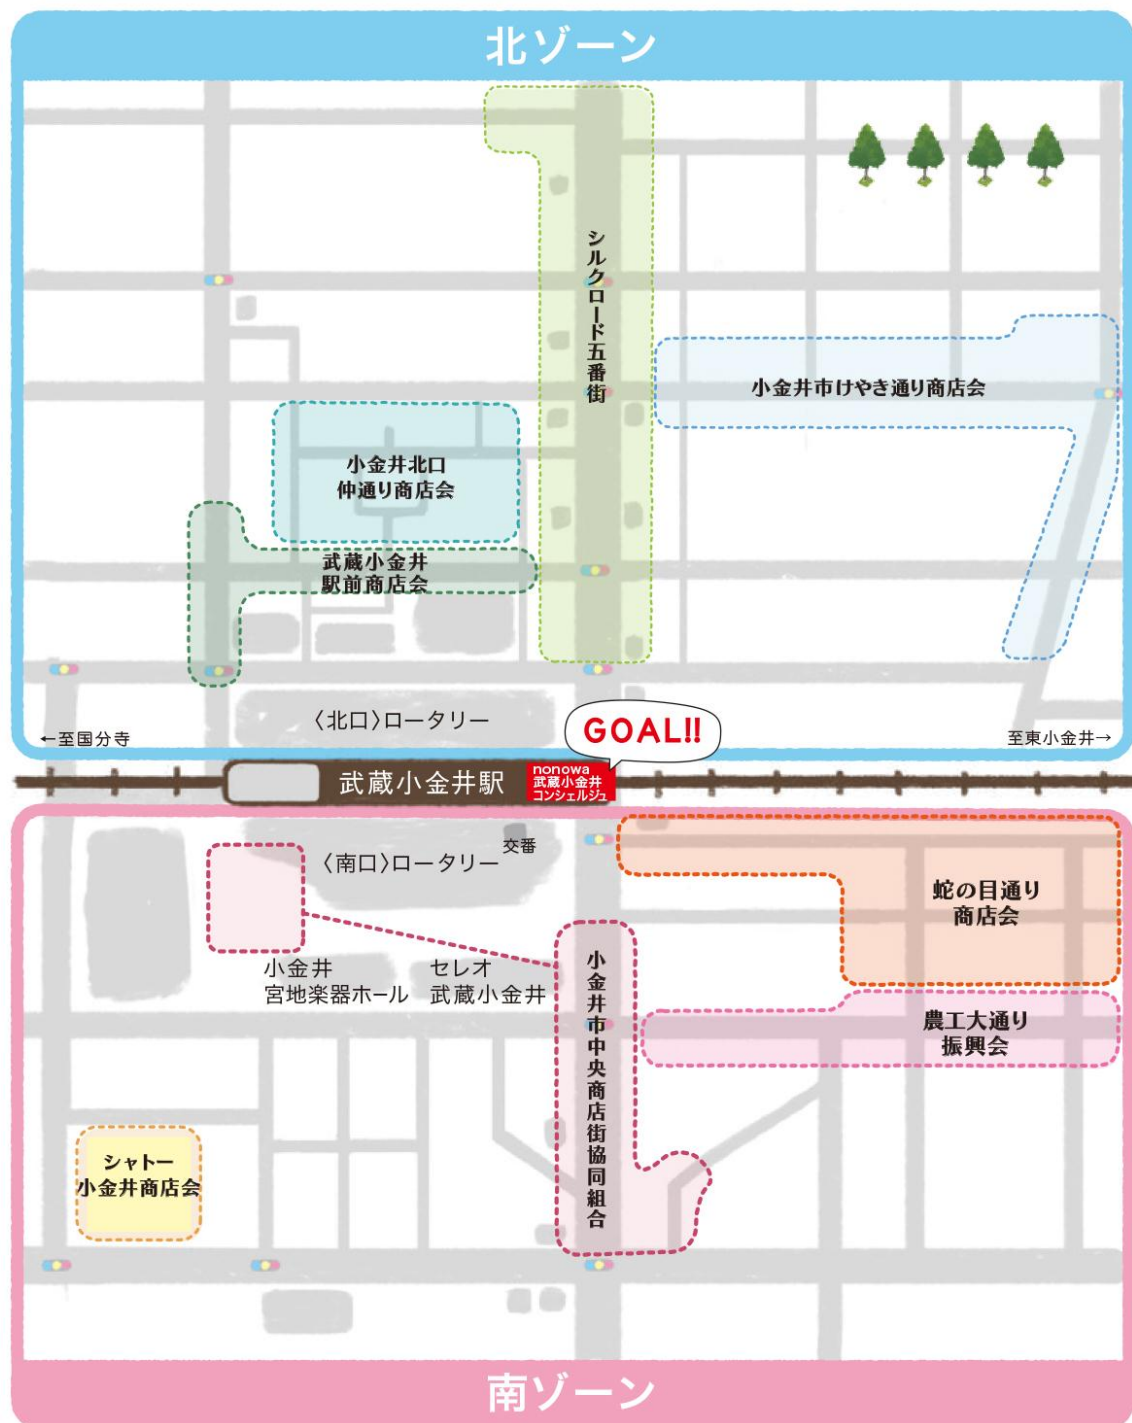 北ゾーン
シルクロード五番街
小金井市けやき通り商店会
小金井北口
仲通り商店会
武蔵小金井
駅前商店会
〈北口〉ロータリー
GOAL!!
←至国分寺
至東小金井→
武蔵小金井駅
nonowa
武蔵小金井
コンシェルジュ
交番
〈南口〉ロータリー
蛇の目通り
商店会
小金井
宮地楽器ホール
セレオ
武蔵小金井
小金井市中央商店街協同組合
農工大通り
振興会
シャトー
小金井商店会
南ゾーン